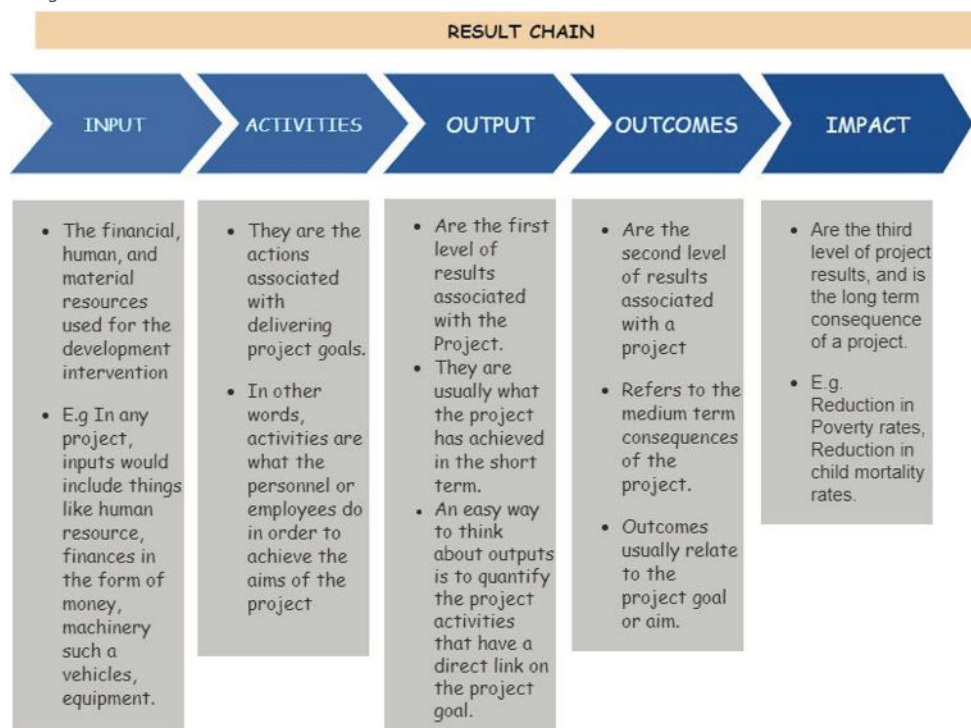 RESULT CHAIN
INPUT
ACTIVITIES
OUTPUT
OUTCOMES
IMPACT
• The financial,
human, and
material
resources
used for the
development
intervention
• E.g In any
project,
inputs would
include things
like human
resource,
finances in
the form of
money,
machinery
such a
vehicles,
equipment.
• They are the
actions
associated
with
delivering
project goals.
• In other
words,
activities are
what the
personnel or
employees do
in order to
achieve the
aims of the
project
• Are the first
level of
results
associated
with the
Project.
• They are
usually what
the project
has achieved
in the short
term.
• An easy way
to think
about outputs
is to quantify
the project
activities
that have a
direct link on
the project
goal.
• Are the
second level
of results
associated
with a
project
• Refers to the
medium term
consequences
of the
project.
• Outcomes
usually relate
to the
project goal
or aim.
• Are the third
level of project
results, and is
the long term
consequence
of a project.
• E.g.
Reduction in
Poverty rates,
Reduction in
child mortality
rates.